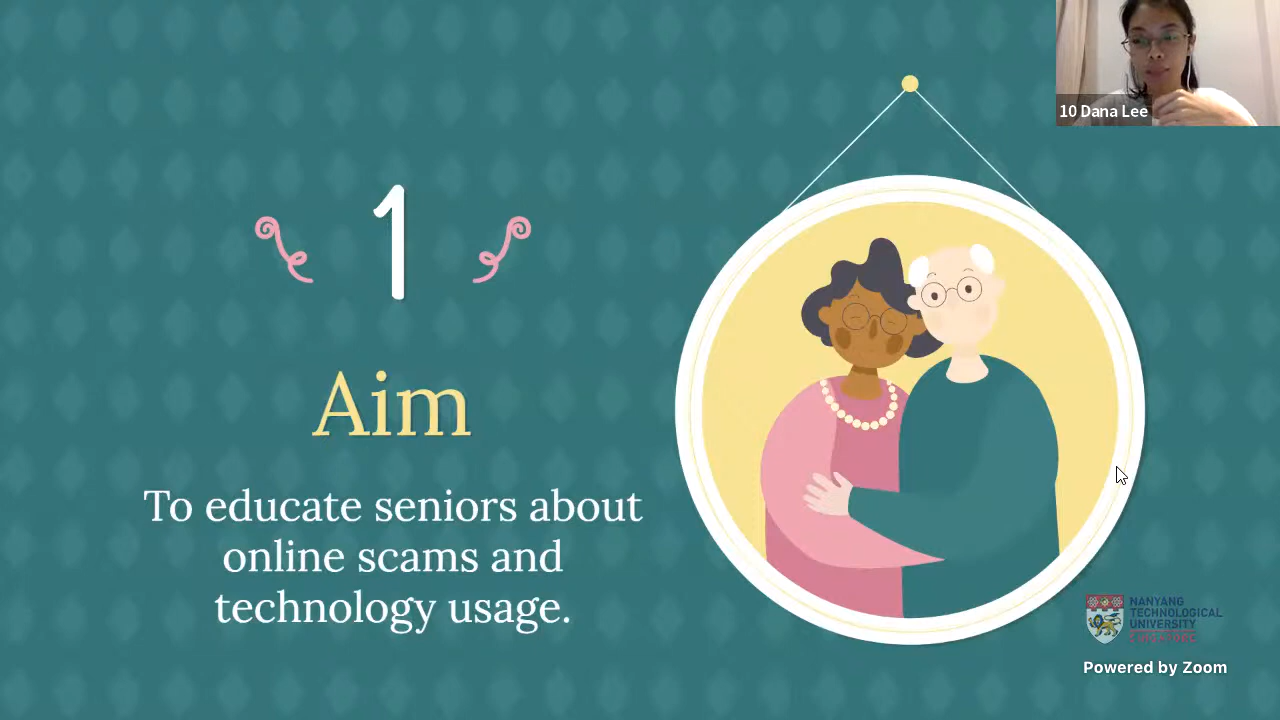 10 Dana Lee
1
Aim
To educate seniors about
online scams and
technology usage.
NANYANG
TECHNOLOGICAL
UNIVERSITY
SINGAPORE
Powered by Zoom